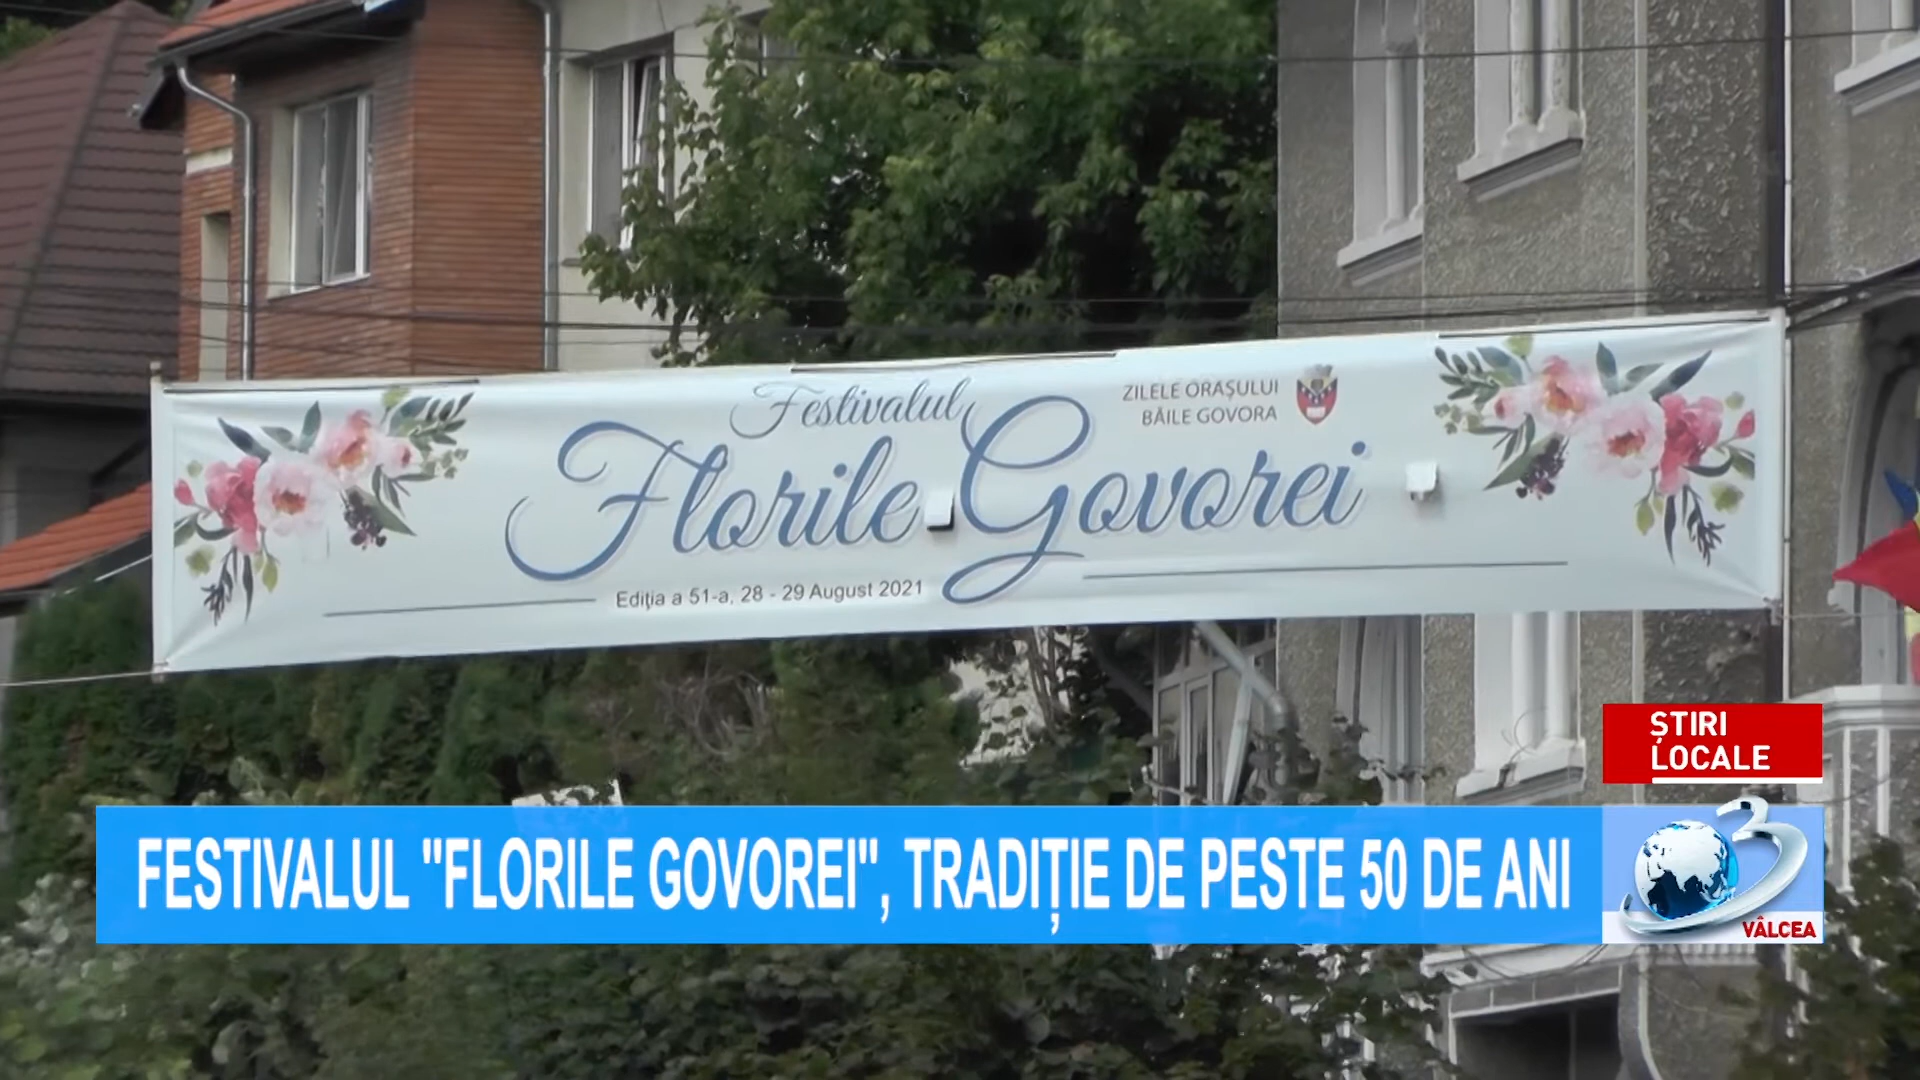 Festivalul
Florile Govorei
ZILELE ORAȘULUI
BĂILE GOVORA
Ediţia a 51-a, 28 - 29 August 2021
ȘTIRI
LOCALE
FESTIVALUL "FLORILE GOVOREI", TRADIȚIE DE PESTE 50 DE ANI
3
VÂLCEA